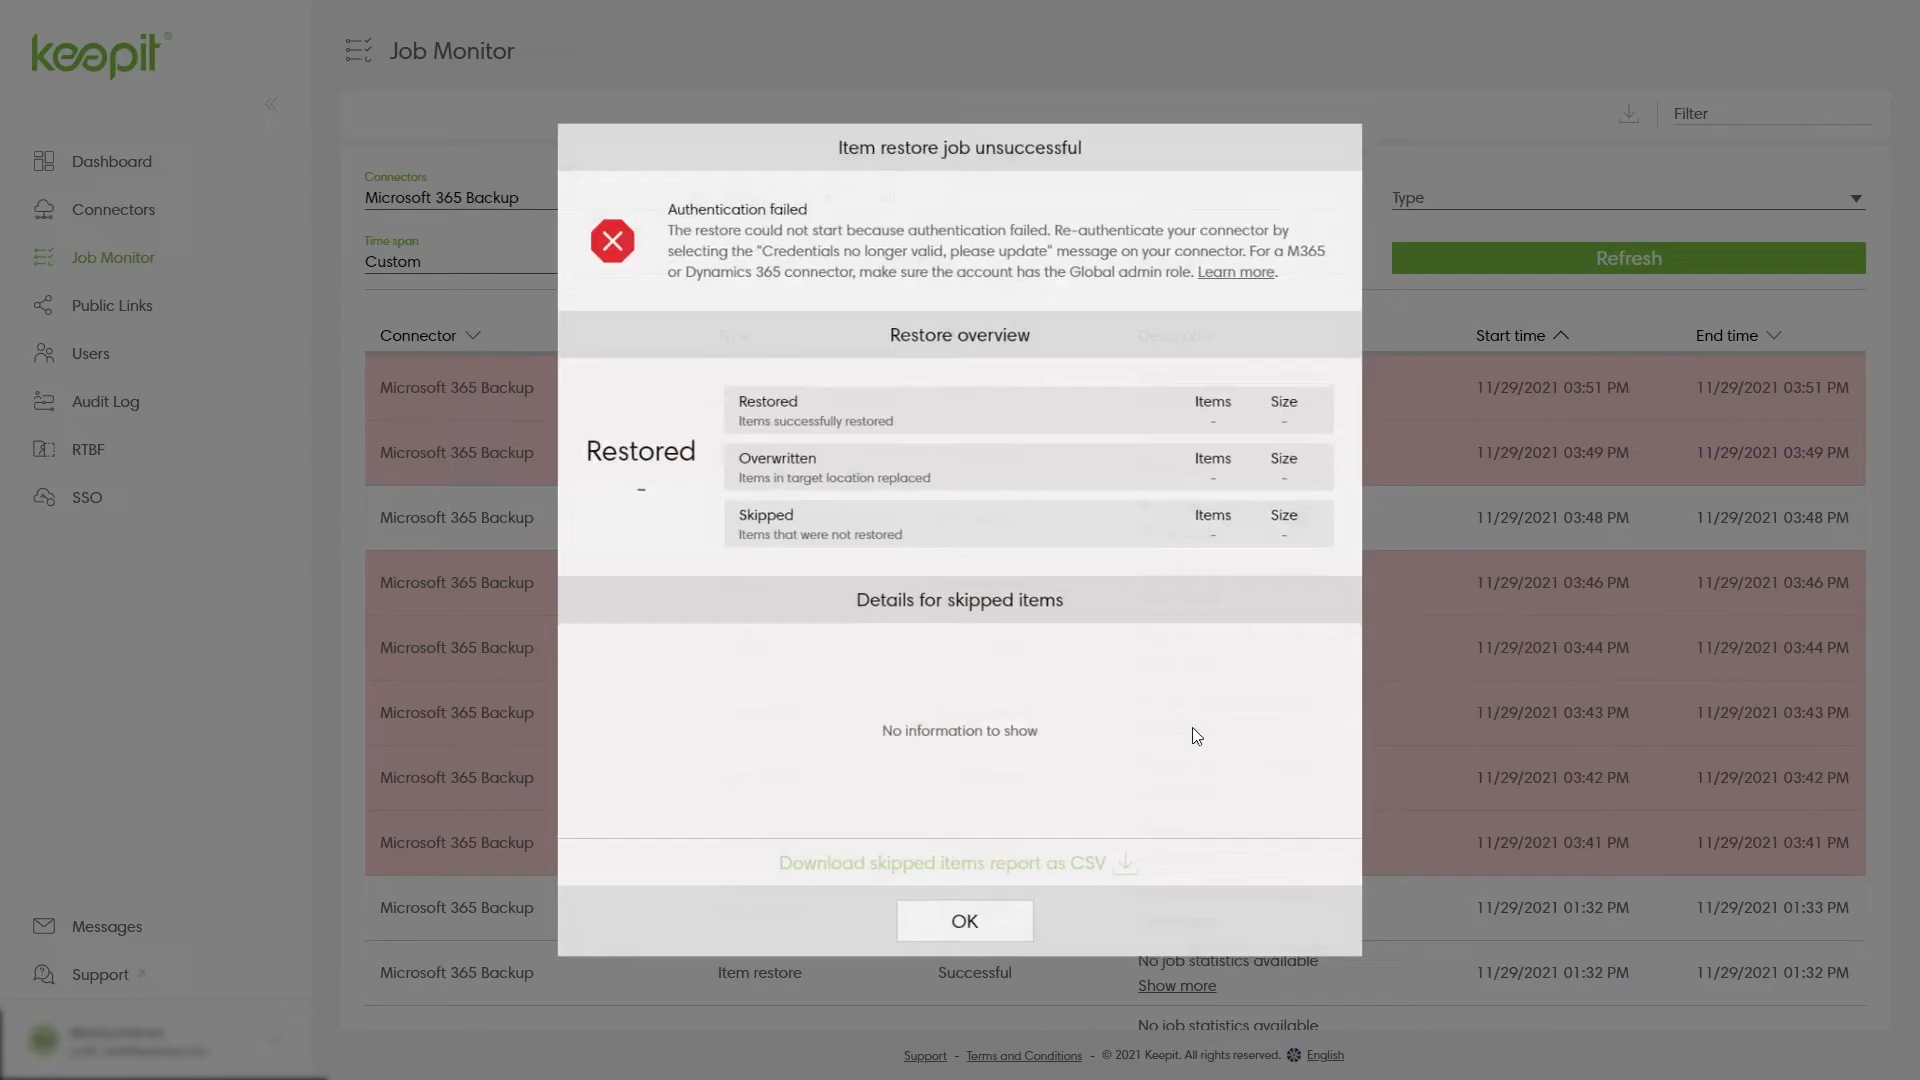 keepit®
Dashboard
Connectors
Job Monitor
Public Links
Users
Audit Log
RTBF
SSO
Messages
Support
Job Monitor
Filter
Connectors
Microsoft 365 Backup
Type
Time span
Custom
Refresh
Connector
Start time
End time
Microsoft 365 Backup 11/29/2021 03:51 PM 11/29/2021 03:51 PM
Microsoft 365 Backup 11/29/2021 03:49 PM 11/29/2021 03:49 PM
Microsoft 365 Backup 11/29/2021 03:48 PM 11/29/2021 03:48 PM
Microsoft 365 Backup 11/29/2021 03:46 PM 11/29/2021 03:46 PM
Microsoft 365 Backup 11/29/2021 03:44 PM 11/29/2021 03:44 PM
Microsoft 365 Backup 11/29/2021 03:43 PM 11/29/2021 03:43 PM
Microsoft 365 Backup 11/29/2021 03:42 PM 11/29/2021 03:42 PM
Microsoft 365 Backup 11/29/2021 03:41 PM 11/29/2021 03:41 PM
Microsoft 365 Backup 11/29/2021 01:32 PM 11/29/2021 01:33 PM
No job statistics available
Microsoft 365 Backup Item restore Successful 11/29/2021 01:32 PM 11/29/2021 01:32 PM
Show more
No job statistics available
Item restore job unsuccessful
Authentication failed
The restore could not start because authentication failed. Re-authenticate your connector by
selecting the "Credentials no longer valid, please update" message on your connector. For a M365
or Dynamics 365 connector, make sure the account has the Global admin role. Learn more.
Restore overview
Restored
-
Restored Items Size
Items successfully restored - -
Overwritten Items Size
Items in target location replaced - -
Skipped Items Size
Items that were not restored - -
Details for skipped items
No information to show
Download skipped items report as CSV
OK
Support - Terms and Conditions - © 2021 Keepit. All rights reserved. English